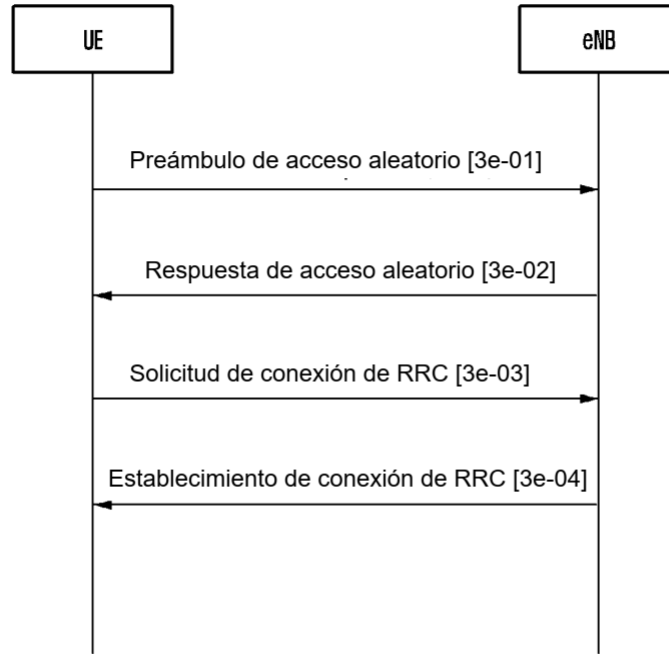 UE
eNB
Preámbulo de acceso aleatorio [3e-01]
Respuesta de acceso aleatorio [3e-02]
Solicitud de conexión de RRC [3e-03]
Establecimiento de conexión de RRC [3e-04]